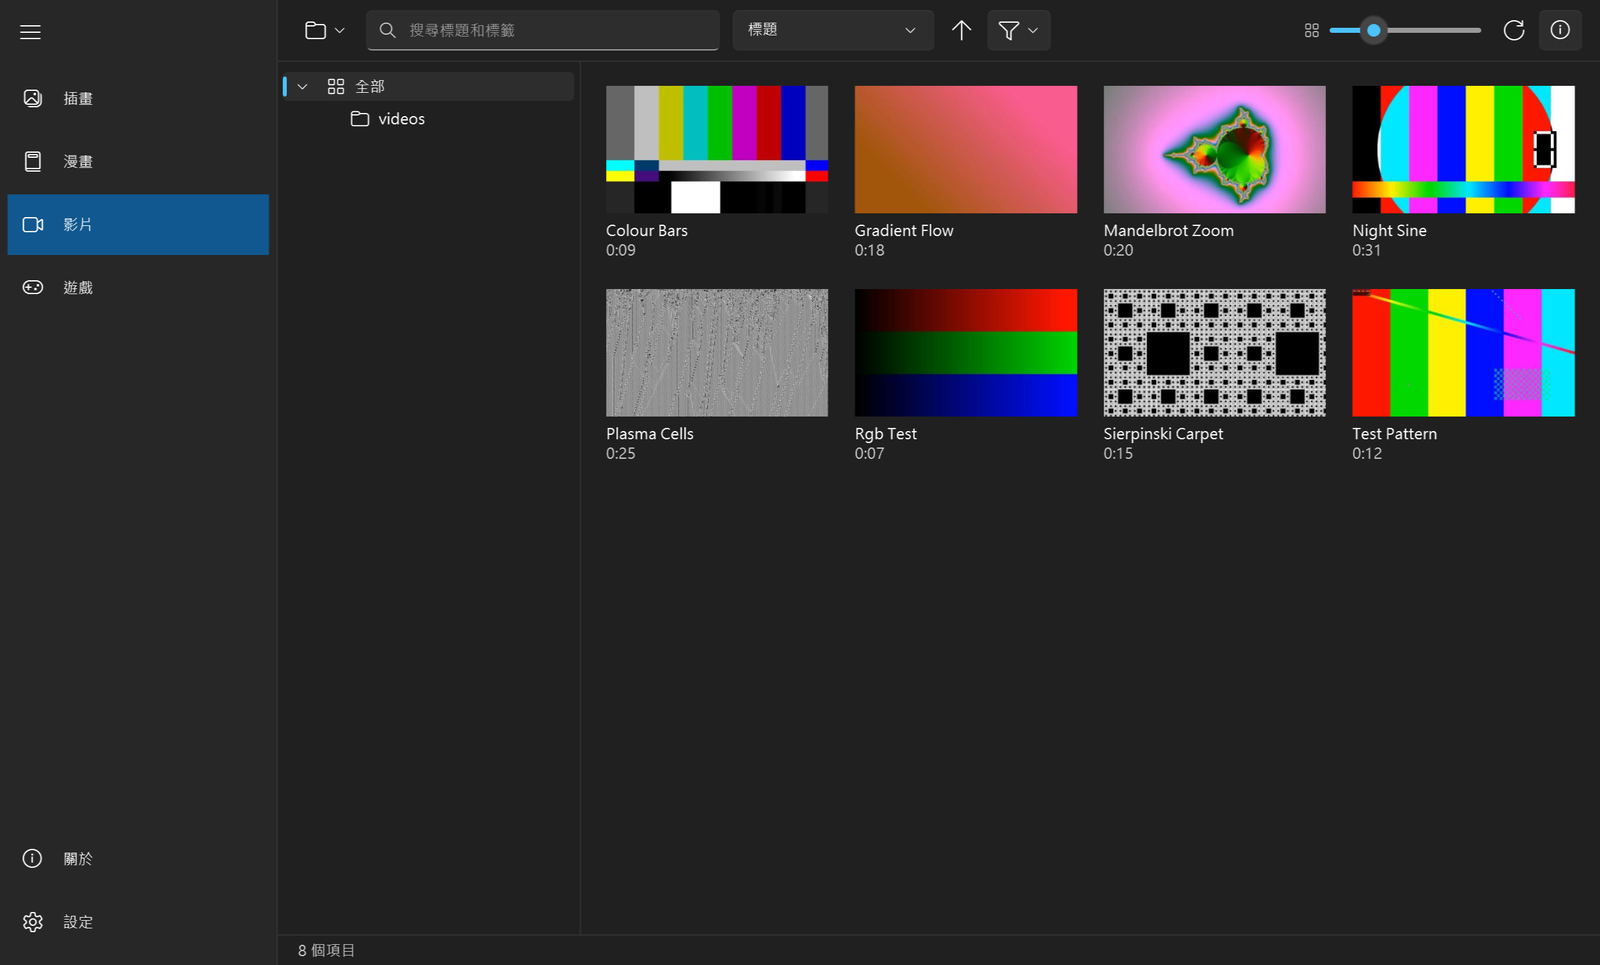 搜尋標題和標籤
標題
插畫
漫畫
影片
遊戲
關於
設定
全部
videos
Colour Bars
0:09
Gradient Flow
0:18
Mandelbrot Zoom
0:20
Night Sine
0:31
Plasma Cells
0:25
Rgb Test
0:07
Sierpinski Carpet
0:15
Test Pattern
0:12
8 個項目